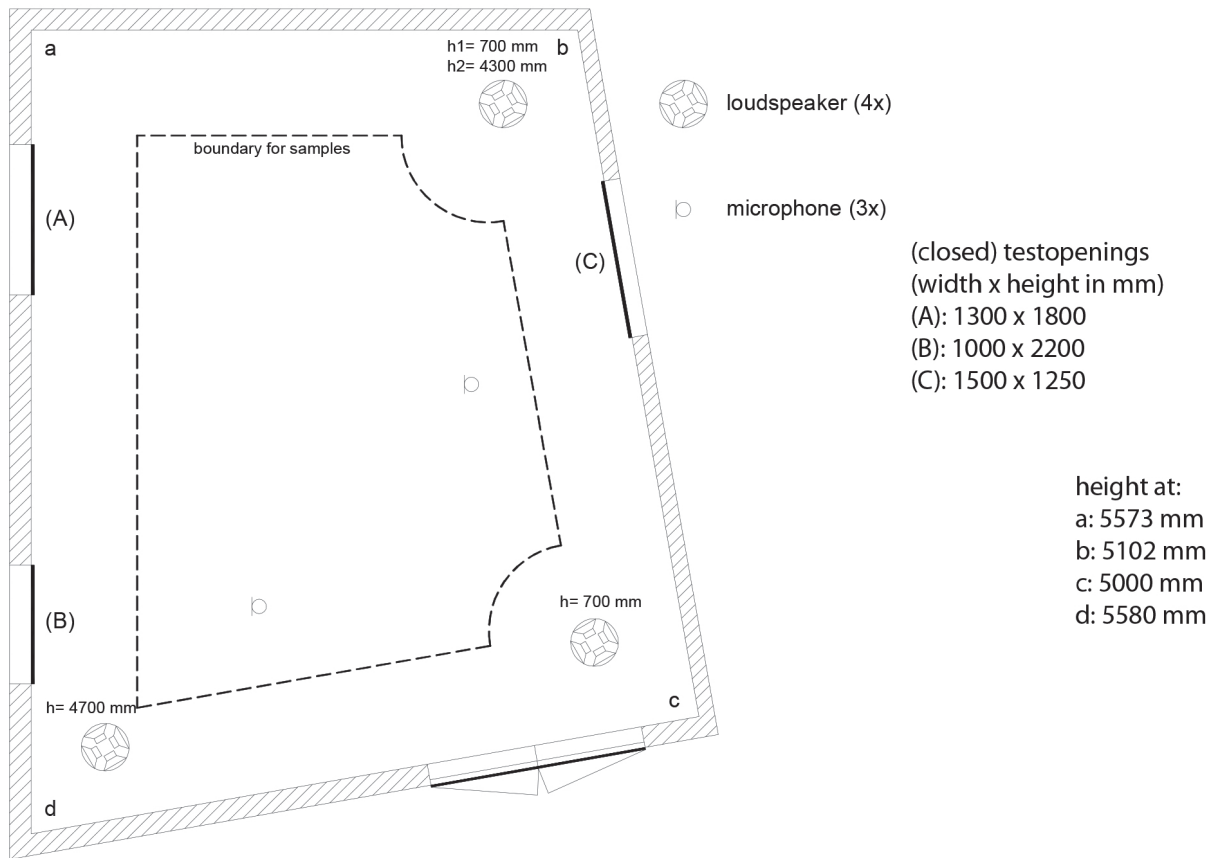 a
h1= 700 mm
h2= 4300 mm
b
loudspeaker (4x)
boundary for samples
(A)
microphone (3x)
(C)
(closed) testopenings
(width x height in mm)
(A): 1300 x 1800
(B): 1000 x 2200
(C): 1500 x 1250
height at:
a: 5573 mm
b: 5102 mm
c: 5000 mm
d: 5580 mm
h= 700 mm
(B)
h= 4700 mm
c
d